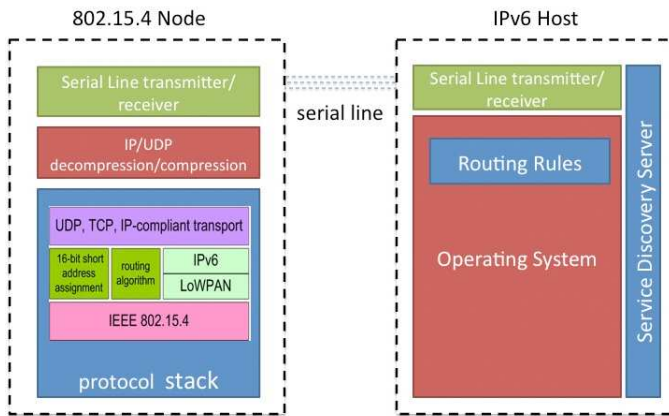 802.15.4 Node
Serial Line transmitter/
receiver
IP/UDP
decompression/compression
UDP, TCP, IP-compliant transport
16-bit short
address
assignment
routing
algorithm
IPv6
LoWPAN
IEEE 802.15.4
protocol stack
serial line
IPv6 Host
Serial Line transmitter/
receiver
Routing Rules
Operating System
Service Discovery Server